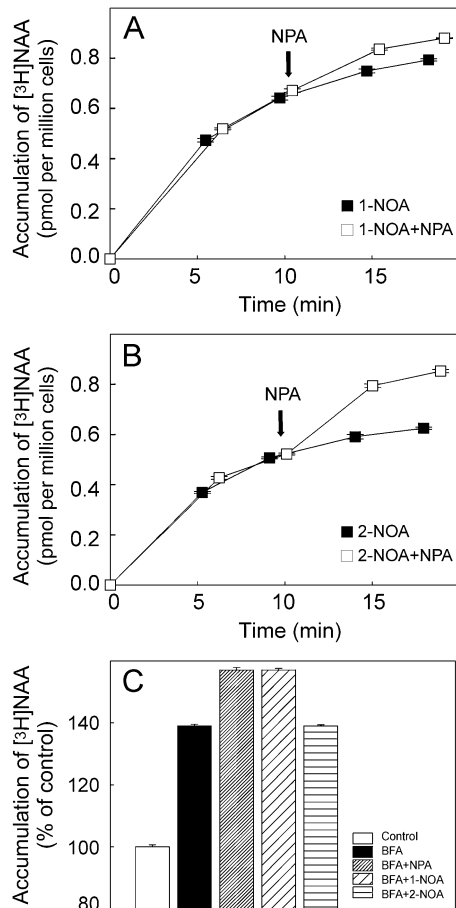 A
Accumulation of [³H]NAA
(pmol per million cells)
0.8
0.6
0.4
0.2
0.0
NPA
1-NOA
1-NOA+NPA
0
5
10
15
Time (min)
B
Accumulation of [³H]NAA
(pmol per million cells)
0.8
0.6
0.4
0.2
0.0
NPA
2-NOA
2-NOA+NPA
0
5
10
15
Time (min)
C
Accumulation of [³H]NAA
(% of control)
140
100
80
Control
BFA
BFA+NPA
BFA+1-NOA
BFA+2-NOA